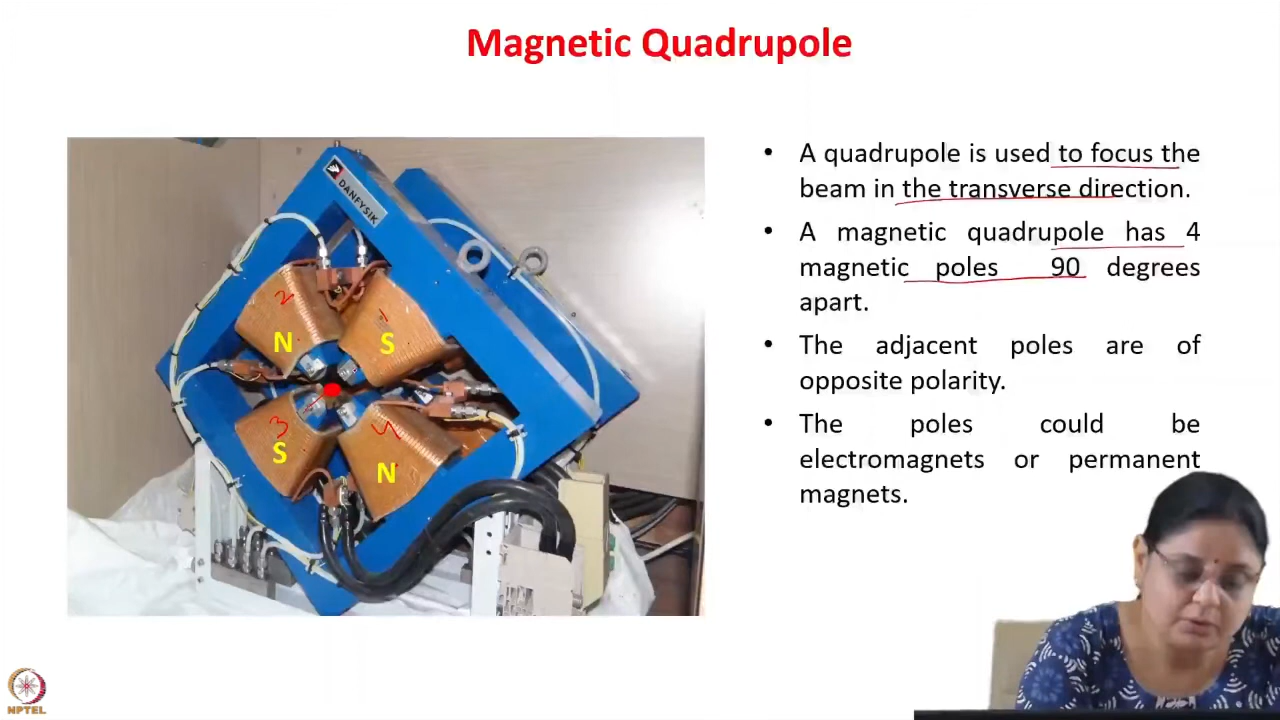 Magnetic Quadrupole
DANFYSIK
2
1
N
S
3
4
S
N
• A quadrupole is used to focus the
beam in the transverse direction.
• A magnetic quadrupole has 4
magnetic poles 90 degrees
apart.
• The adjacent poles are of
opposite polarity.
• The poles could be
electromagnets or permanent
magnets.
NPTEL